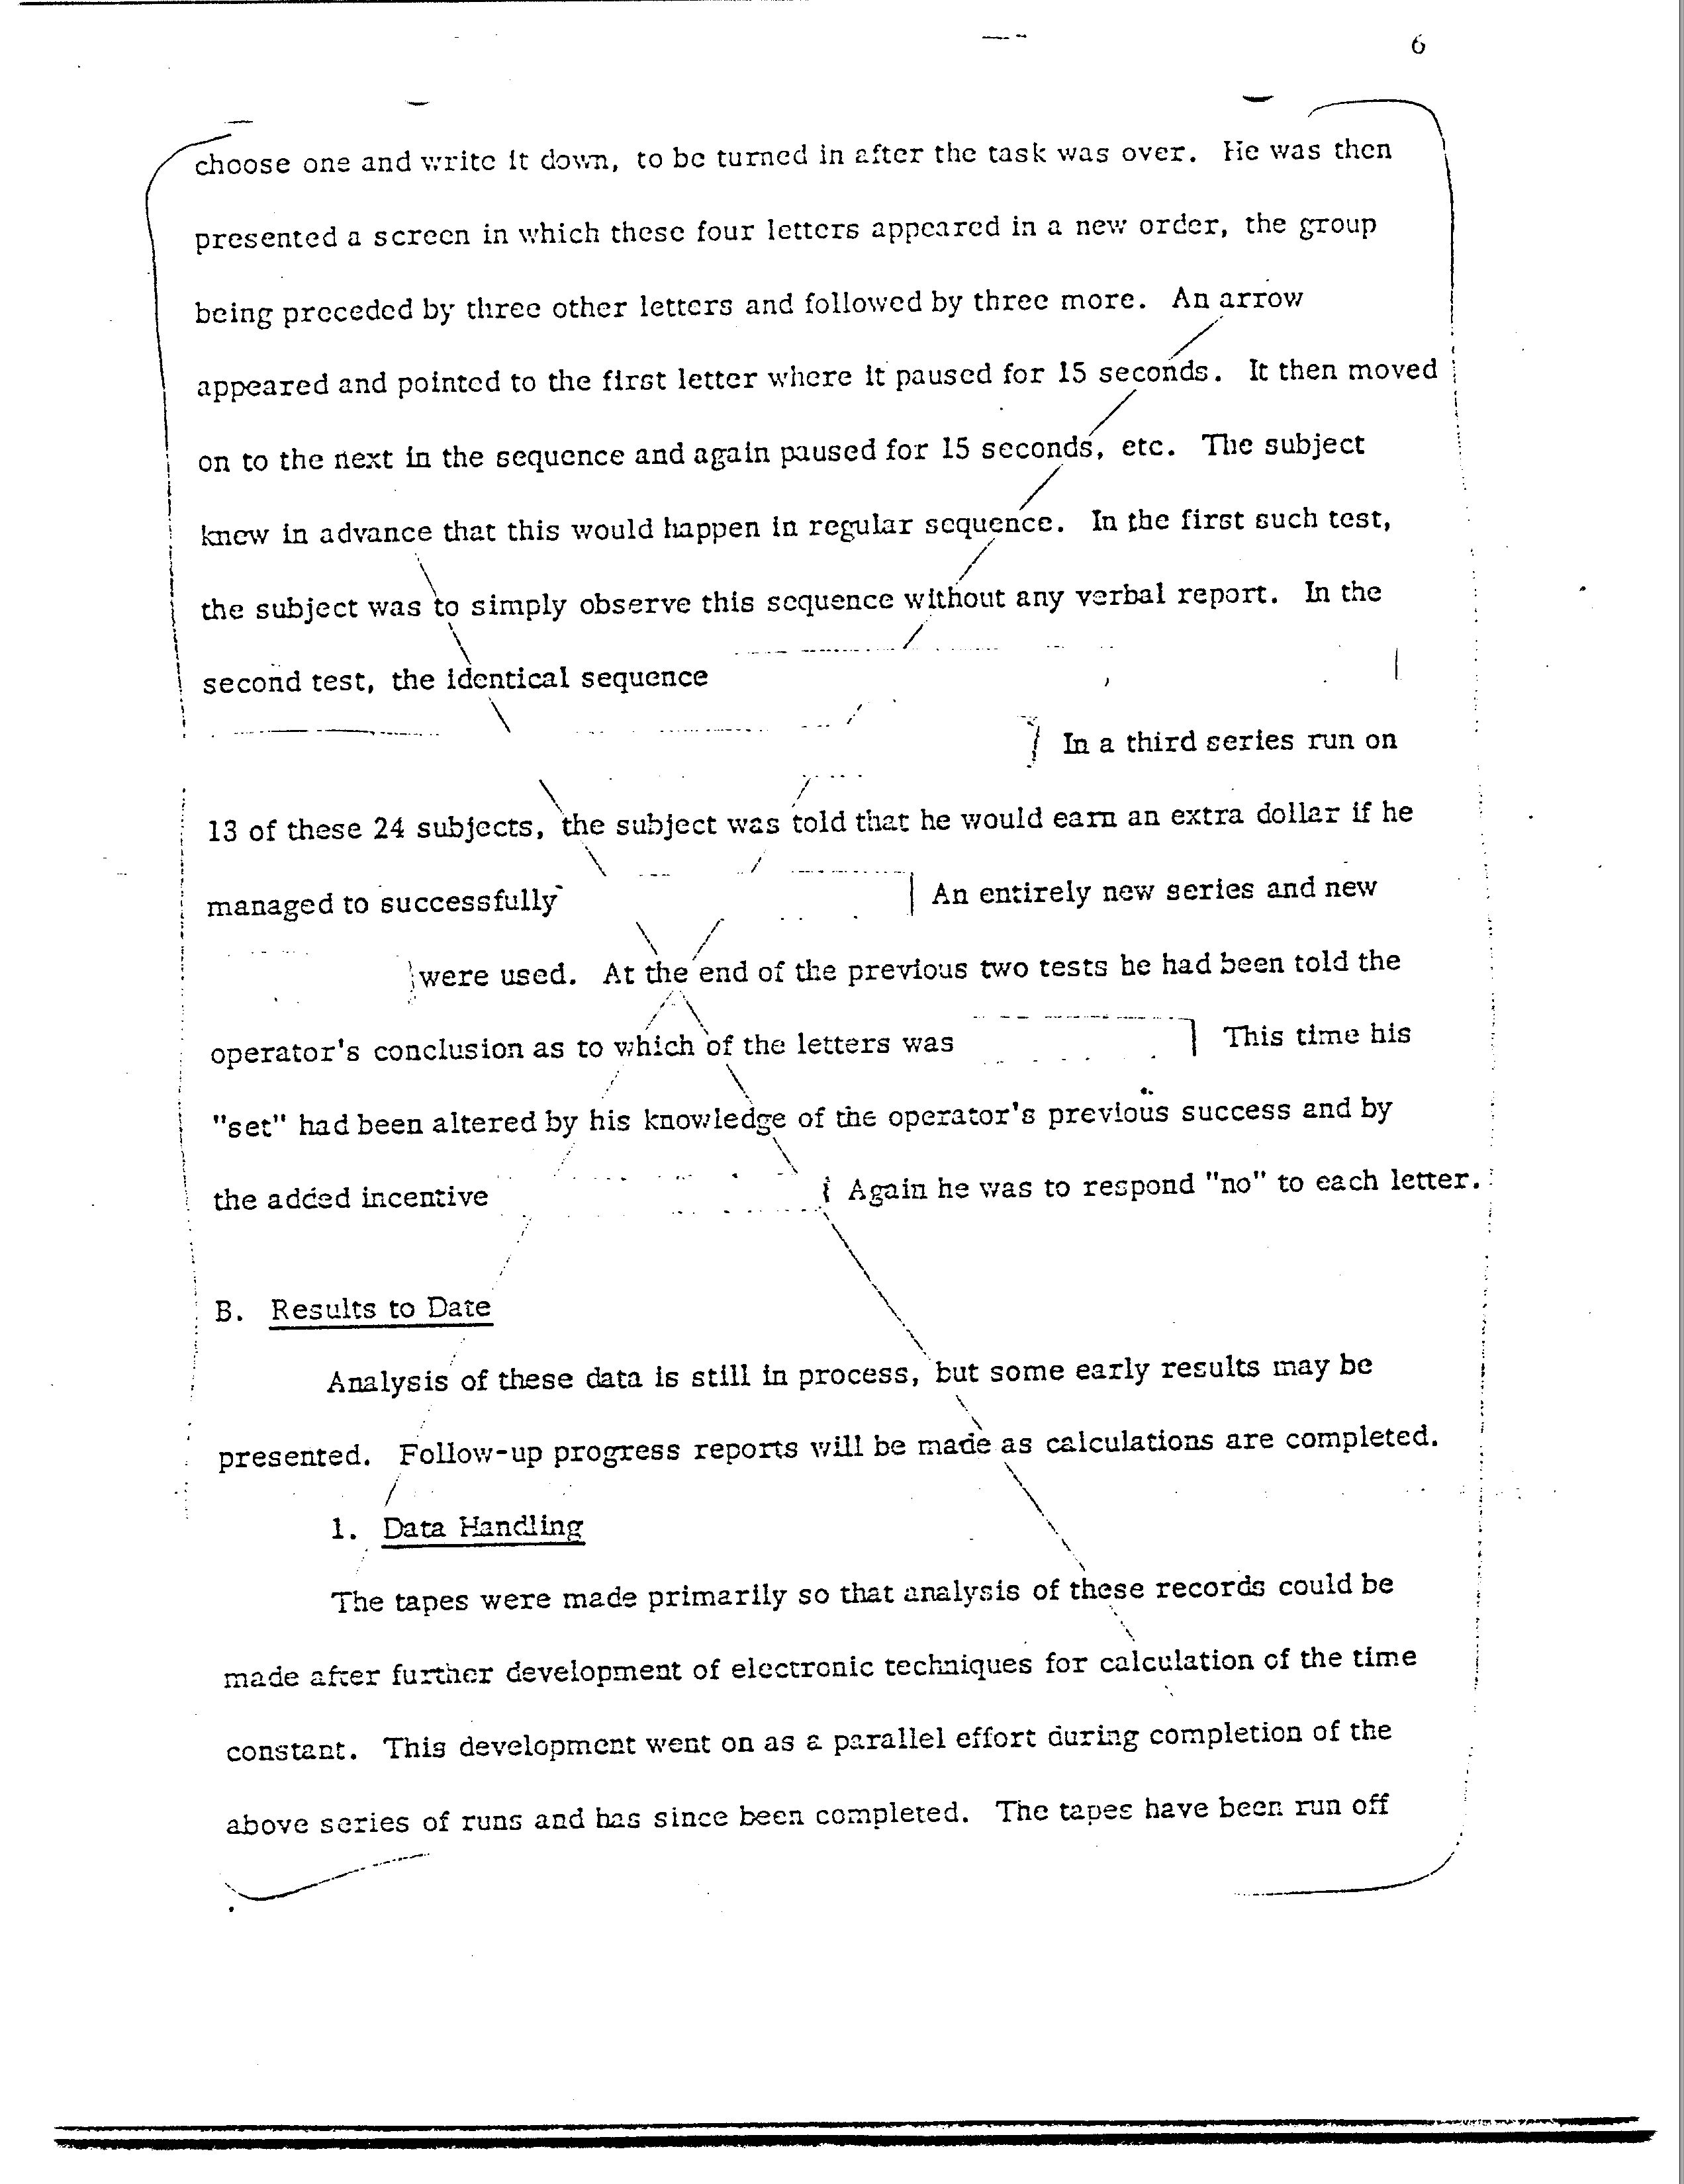 6
choose one and write it down, to be turned in after the task was over. He was then
presented a screen in which these four letters appeared in a new order, the group
being preceded by three other letters and followed by three more. An arrow
appeared and pointed to the first letter where it paused for 15 seconds. It then moved
on to the next in the sequence and again paused for 15 seconds, etc. The subject
knew in advance that this would happen in regular sequence. In the first such test,
the subject was to simply observe this sequence without any verbal report. In the
second test, the identical sequence
In a third series run on
13 of these 24 subjects, the subject was told that he would earn an extra dollar if he
managed to successfully An entirely new series and new
were used. At the end of the previous two tests he had been told the
operator's conclusion as to which of the letters was This time his
"set" had been altered by his knowledge of the operator's previous success and by
the added incentive Again he was to respond "no" to each letter.
B. Results to Date
Analysis of these data is still in process, but some early results may be
presented. Follow-up progress reports will be made as calculations are completed.
1. Data Handling
The tapes were made primarily so that analysis of these records could be
made after further development of electronic techniques for calculation of the time
constant. This development went on as a parallel effort during completion of the
above series of runs and has since been completed. The tapes have been run off